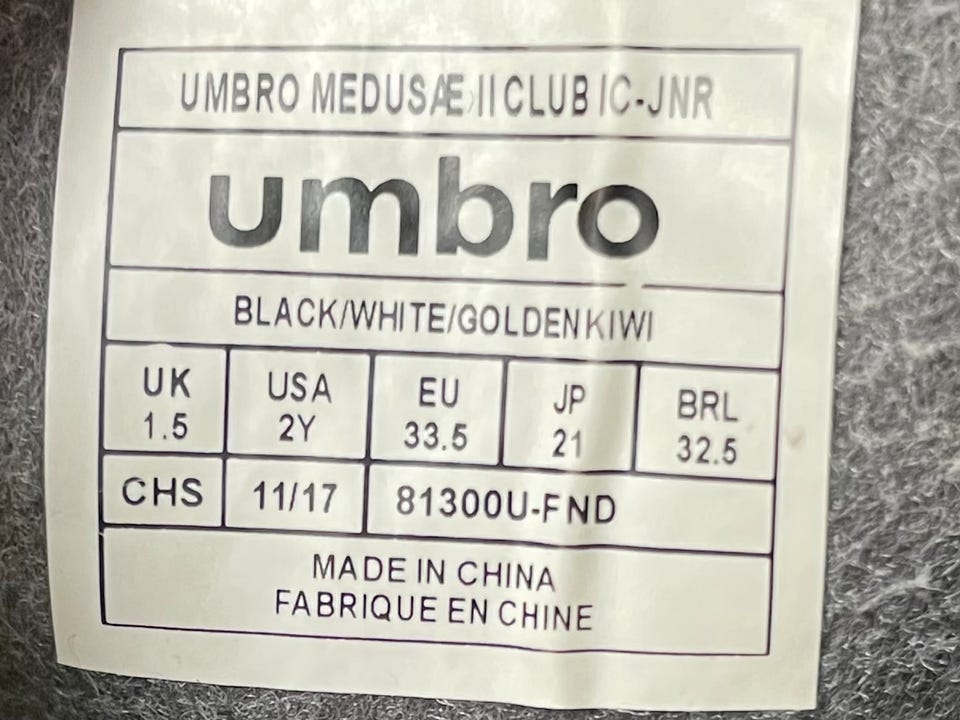 UMBRO MEDUSÆ II CLUB IC-JNR
umbro
BLACK/WHITE/GOLDEN KIWI
UK USA EU JP BRL
1.5 2Y 33.5 21 32.5
CHS 11/17 81300U-FND
MADE IN CHINA
FABRIQUE EN CHINE